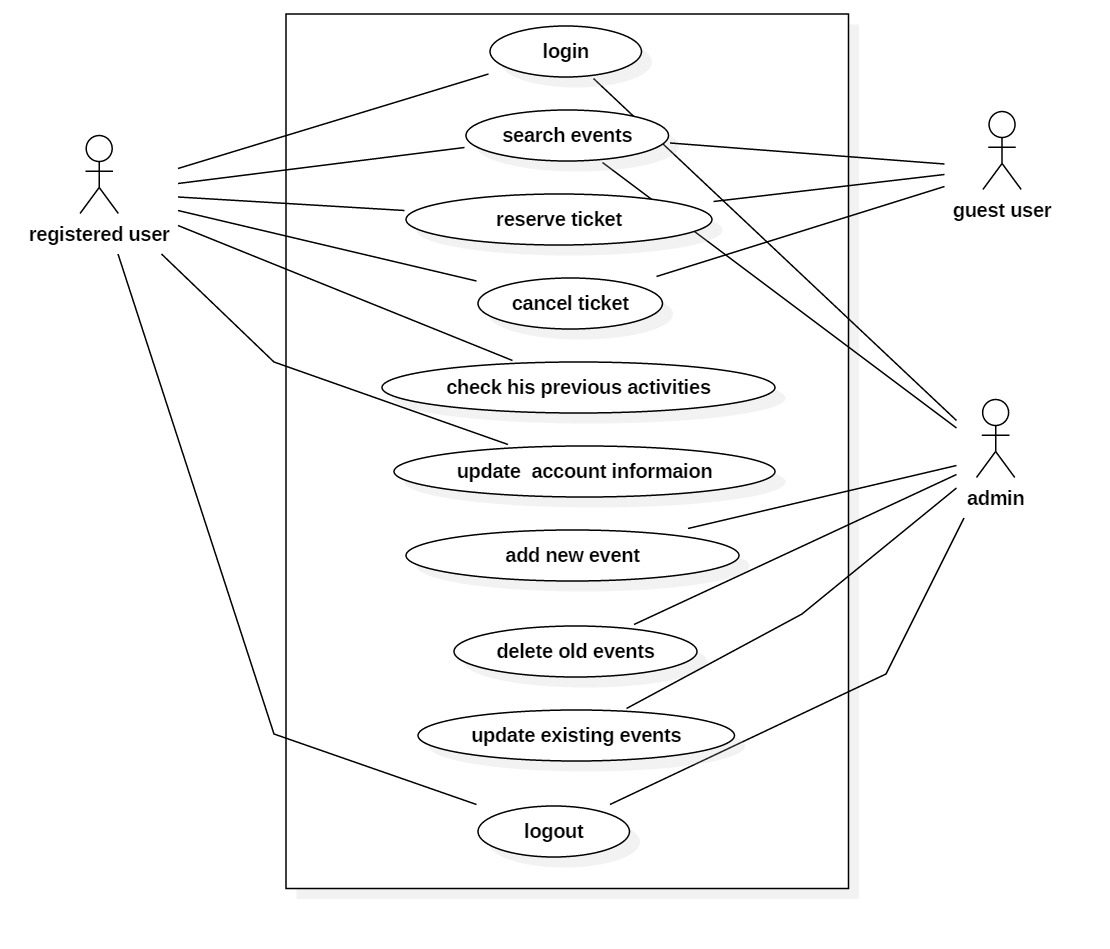 login
search events
registered user
guest user
reserve ticket
cancel ticket
check his previous activities
update  account informaion
admin
add new event
delete old events
update existing events
logout